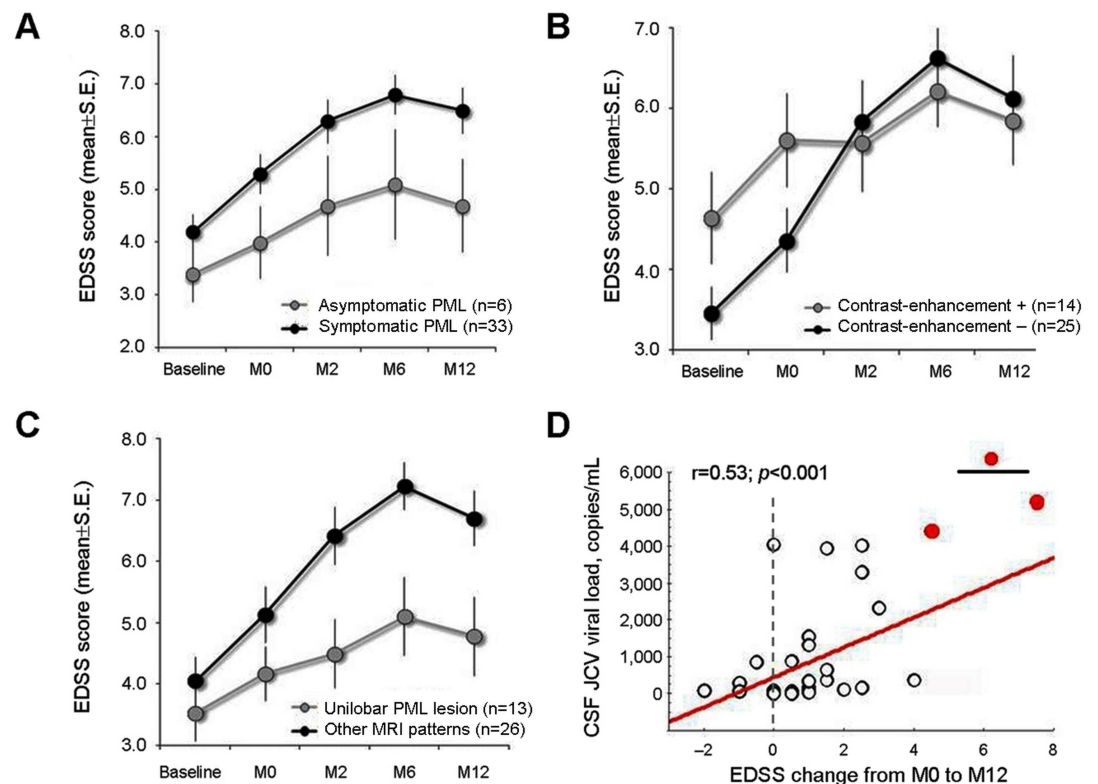 A
EDSS score (mean±S.E.)
8.0
7.0
6.0
5.0
4.0
3.0
2.0
Asymptomatic PML (n=6)
Symptomatic PML (n=33)
Baseline M0 M2 M6 M12
B
EDSS score (mean±S.E.)
7.0
6.0
5.0
4.0
3.0
Contrast-enhancement + (n=14)
Contrast-enhancement – (n=25)
Baseline M0 M2 M6 M12
C
EDSS score (mean±S.E.)
8.0
7.0
6.0
5.0
4.0
3.0
Unilobar PML lesion (n=13)
Other MRI patterns (n=26)
Baseline M0 M2 M6 M12
D
CSF JCV viral load, copies/mL
r=0.53; p<0.001
6,000
5,000
4,000
3,000
2,000
1,000
0
–2 0 2 4 6 8
EDSS change from M0 to M12